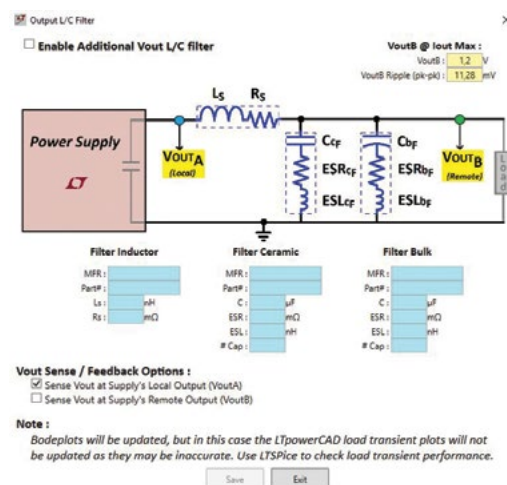 Output L/C Filter
Enable Additional Vout L/C filter
VoutB @ Iout Max :
VoutB : 1,2 V
VoutB Ripple (pk-pk) : 11,28 mV
LS RS
Power Supply
VOUTA
(Local)
CCF
ESRCF
ESLCF
CbF
ESRbF
ESLbF
VOUTB
(Remote)
Load
Filter Inductor
MFR :
Part# :
Ls : nH
Rs : mΩ
Filter Ceramic
MFR :
Part# :
C : µF
ESR : mΩ
ESL : nH
# Cap :
Filter Bulk
MFR :
Part# :
C : µF
ESR : mΩ
ESL : nH
# Cap :
Vout Sense / Feedback Options :
Sense Vout at Supply's Local Output (VoutA)
Sense Vout at Supply's Remote Output (VoutB)
Note :
Bodeplots will be updated, but in this case the LTpowerCAD load transient plots will not
be updated as they may be inaccurate. Use LTSPice to check load transient performance.
Save Exit